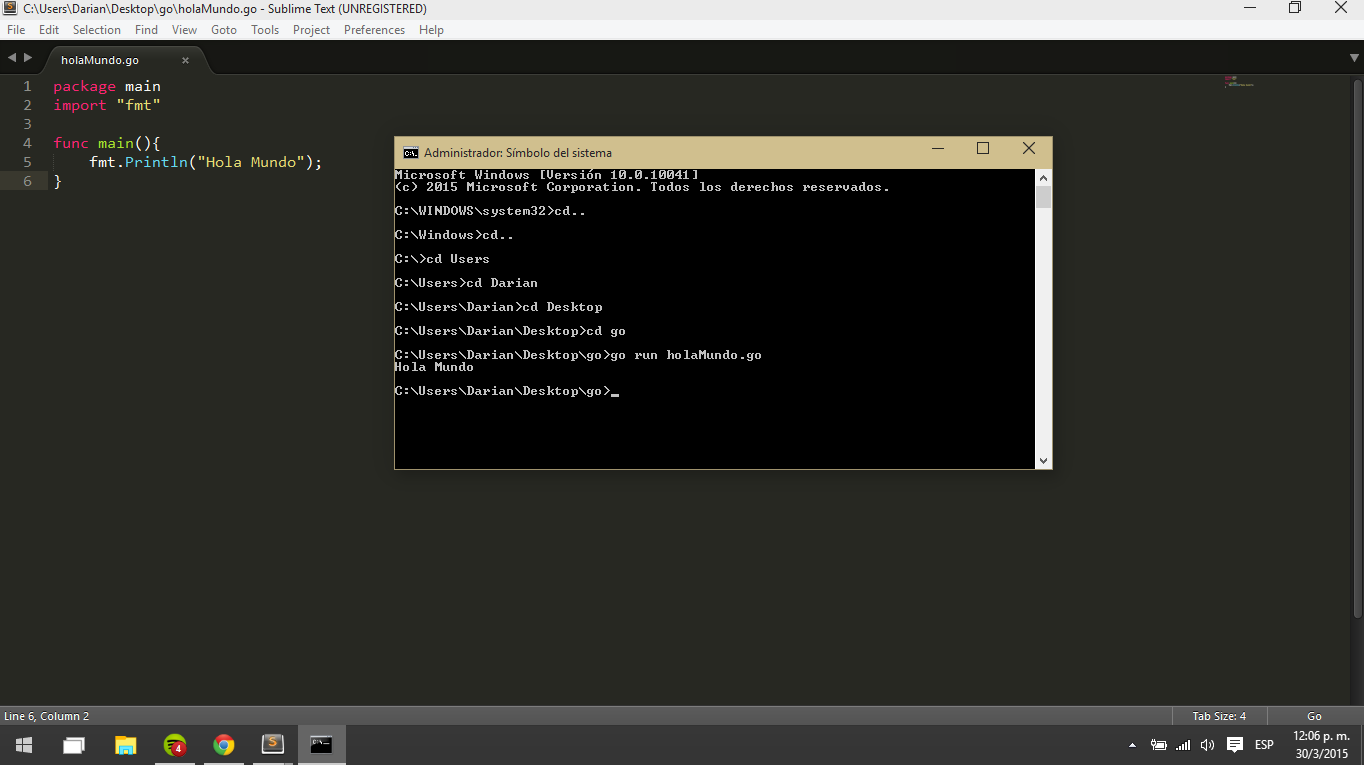 C:\Users\Darian\Desktop\go\holaMundo.go - Sublime Text (UNREGISTERED)
File Edit Selection Find View Goto Tools Project Preferences Help
holaMundo.go
1 package main
2 import "fmt"
3
4 func main(){
5 fmt.Println("Hola Mundo");
6 }
Administrador: Símbolo del sistema
Microsoft Windows [Versión 10.0.10041]
(c) 2015 Microsoft Corporation. Todos los derechos reservados.
C:\WINDOWS\system32>cd..
C:\Windows>cd..
C:\>cd Users
C:\Users>cd Darian
C:\Users\Darian>cd Desktop
C:\Users\Darian\Desktop>cd go
C:\Users\Darian\Desktop\go>go run holaMundo.go
Hola Mundo
C:\Users\Darian\Desktop\go>_
Line 6, Column 2 Tab Size: 4 Go
4 ESP 12:06 p. m.
30/3/2015